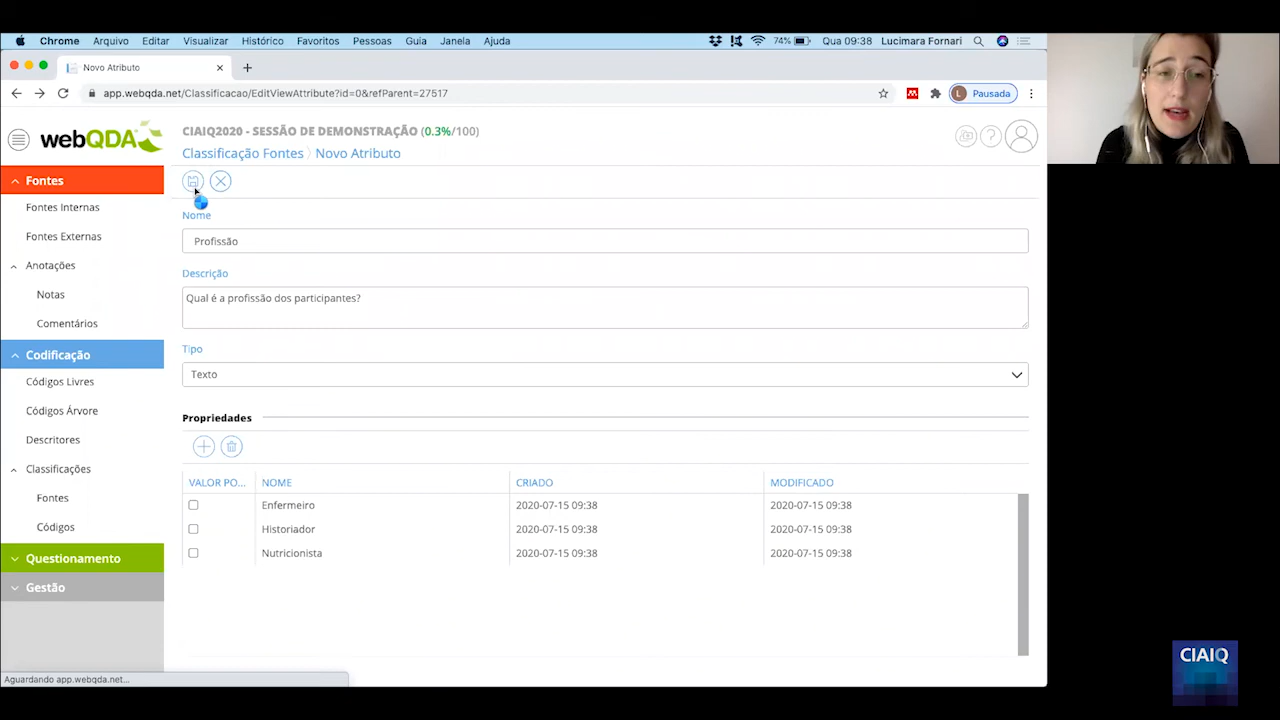 Chrome Arquivo Editar Visualizar Histórico Favoritos Pessoas Guia Janela Ajuda 74% Qua 09:38 Lucimara Fornari
Novo Atributo
app.webqda.net/Classificacao/EditViewAttribute?id=0&refParent=27517 L Pausada
webQDA
CIAIQ2020 - SESSÃO DE DEMONSTRAÇÃO (0.3%/100)
Classificação Fontes Novo Atributo
Fontes
Fontes Internas
Fontes Externas
Anotações
Notas
Comentários
Codificação
Códigos Livres
Códigos Árvore
Descritores
Classificações
Fontes
Códigos
Questionamento
Gestão
Nome
Profissão
Descrição
Qual é a profissão dos participantes?
Tipo
Texto
Propriedades
VALOR PO... NOME CRIADO MODIFICADO
Enfermeiro 2020-07-15 09:38 2020-07-15 09:38
Historiador 2020-07-15 09:38 2020-07-15 09:38
Nutricionista 2020-07-15 09:38 2020-07-15 09:38
Aguardando app.webqda.net...
CIAIQ